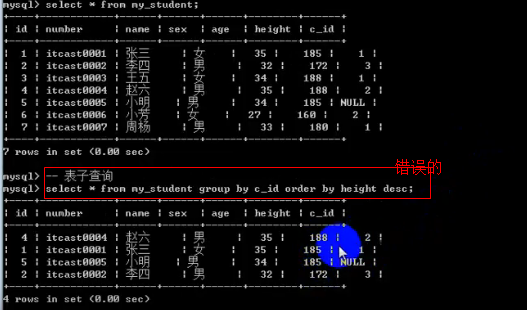 mysql> select * from my_student;
+----+------------+------+------+------+--------+------+
| id | number | name | sex | age | height | c_id |
+----+------------+------+------+------+--------+------+
| 1 | itcast0001 | 张三 | 女 | 35 | 185 | 1 |
| 2 | itcast0002 | 李四 | 男 | 32 | 172 | 3 |
| 3 | itcast0003 | 王五 | 女 | 34 | 188 | 1 |
| 4 | itcast0004 | 赵六 | 男 | 35 | 188 | 2 |
| 5 | itcast0005 | 小明 | 男 | 34 | 185 | NULL |
| 6 | itcast0006 | 小芳 | 女 | 27 | 160 | 2 |
| 7 | itcast0007 | 周杨 | 男 | 33 | 180 | 1 |
+----+------------+------+------+------+--------+------+
7 rows in set (0.00 sec)
错误的
mysql> -- 表子查询
mysql> select * from my_student group by c_id order by height desc;
+----+------------+------+------+------+--------+------+
| id | number | name | sex | age | height | c_id |
+----+------------+------+------+------+--------+------+
| 4 | itcast0004 | 赵六 | 男 | 35 | 188 | 2 |
| 1 | itcast0001 | 张三 | 女 | 35 | 185 | 1 |
| 5 | itcast0005 | 小明 | 男 | 34 | 185 | NULL |
| 2 | itcast0002 | 李四 | 男 | 32 | 172 | 3 |
+----+------------+------+------+------+--------+------+
4 rows in set (0.00 sec)